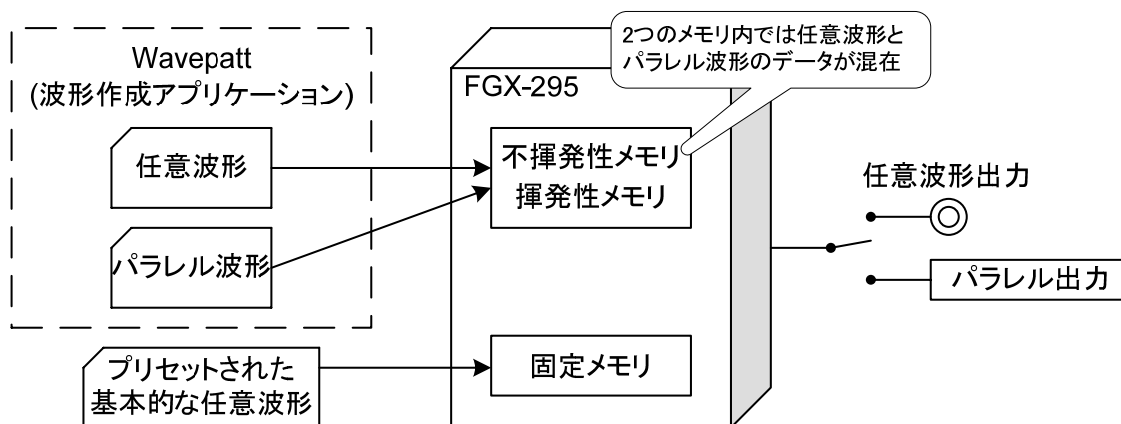 Wavepatt
(波形作成アプリケーション)
任意波形
パラレル波形
プリセットされた
基本的な任意波形
FGX-295
2つのメモリ内では任意波形と
パラレル波形のデータが混在
不揮発性メモリ
揮発性メモリ
固定メモリ
任意波形出力
パラレル出力